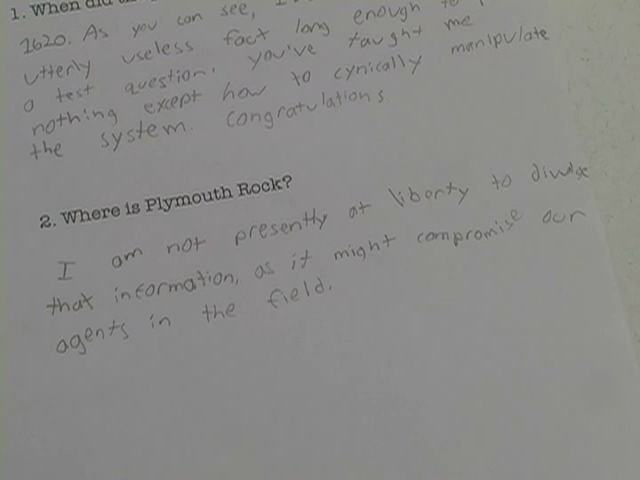 1. When did
1620. As you can see,
utterly useless fact long enough to
a test question. you've taught me
nothing except how to cynically manipulate
the system. congratulations
2. Where is Plymouth Rock?
I am not presently at liberty to divulge
that information, as it might compromise our
agents in the field.